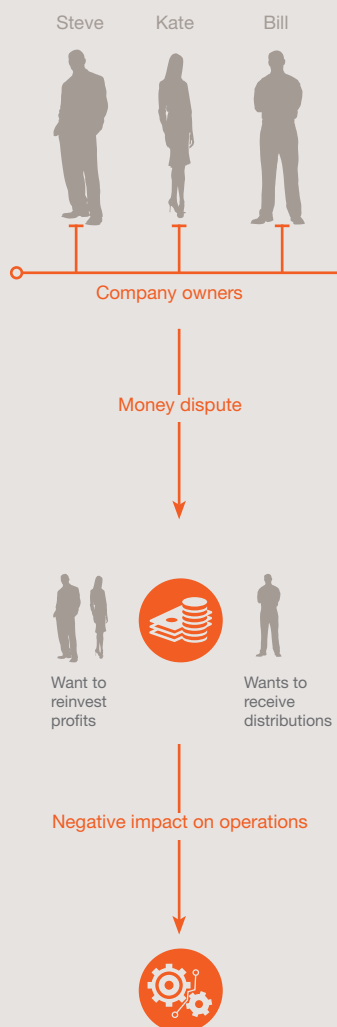 Steve Kate Bill
Company owners
Money dispute
Want to
reinvest
profits
Wants to
receive
distributions
Negative impact on operations